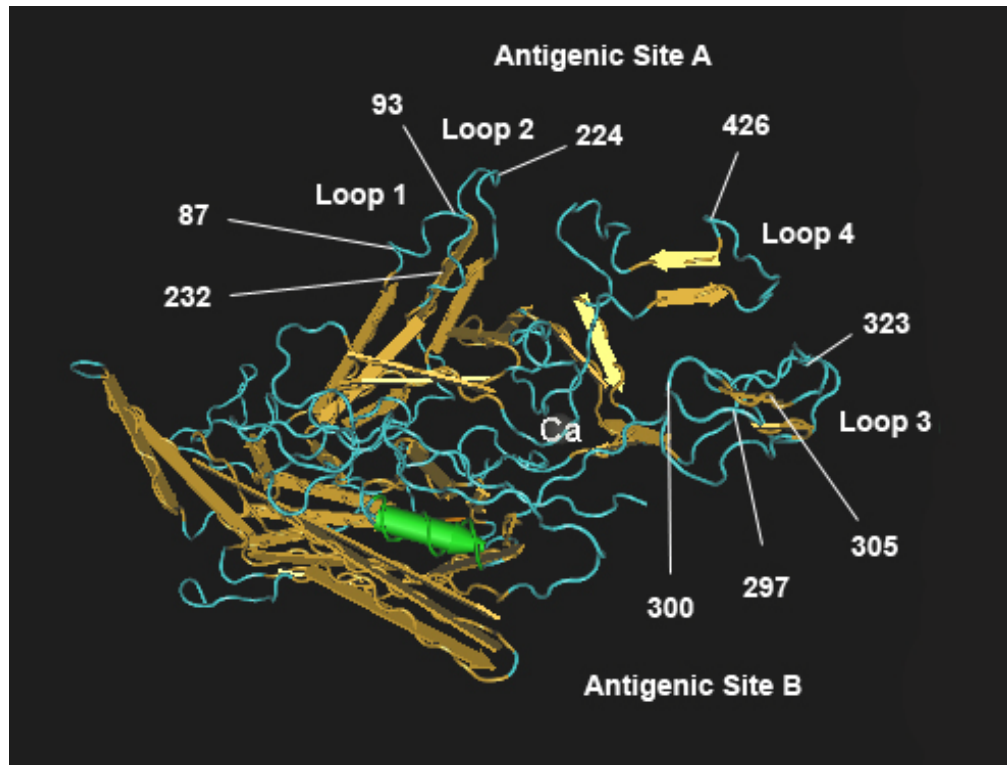 Antigenic Site A
93
Loop 2
224
426
Loop 1
87
Loop 4
232
323
Ca
Loop 3
305
297
300
Antigenic Site B